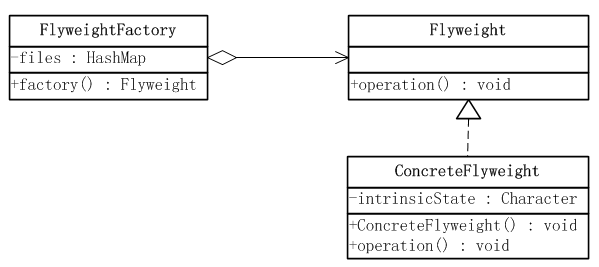 FlyweightFactory
-files : HashMap
+factory() : Flyweight
Flyweight
+operation() : void
ConcreteFlyweight
-intrinsicState : Character
+ConcreteFlyweight() : void
+operation() : void